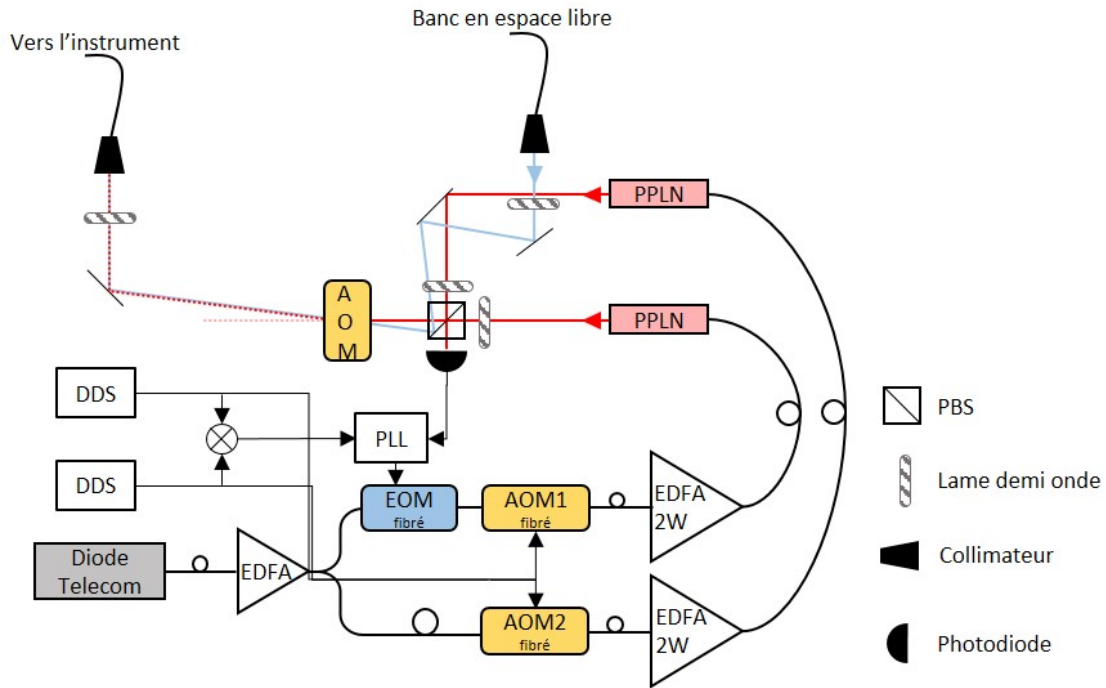 Banc en espace libre
Vers l’instrument
PPLN
PPLN
A
O
M
DDS
DDS
PLL
PBS
Lame demi onde
Collimateur
Photodiode
EOM
fibré
AOM1
fibré
EDFA
2W
Diode
Telecom
EDFA
AOM2
fibré
EDFA
2W